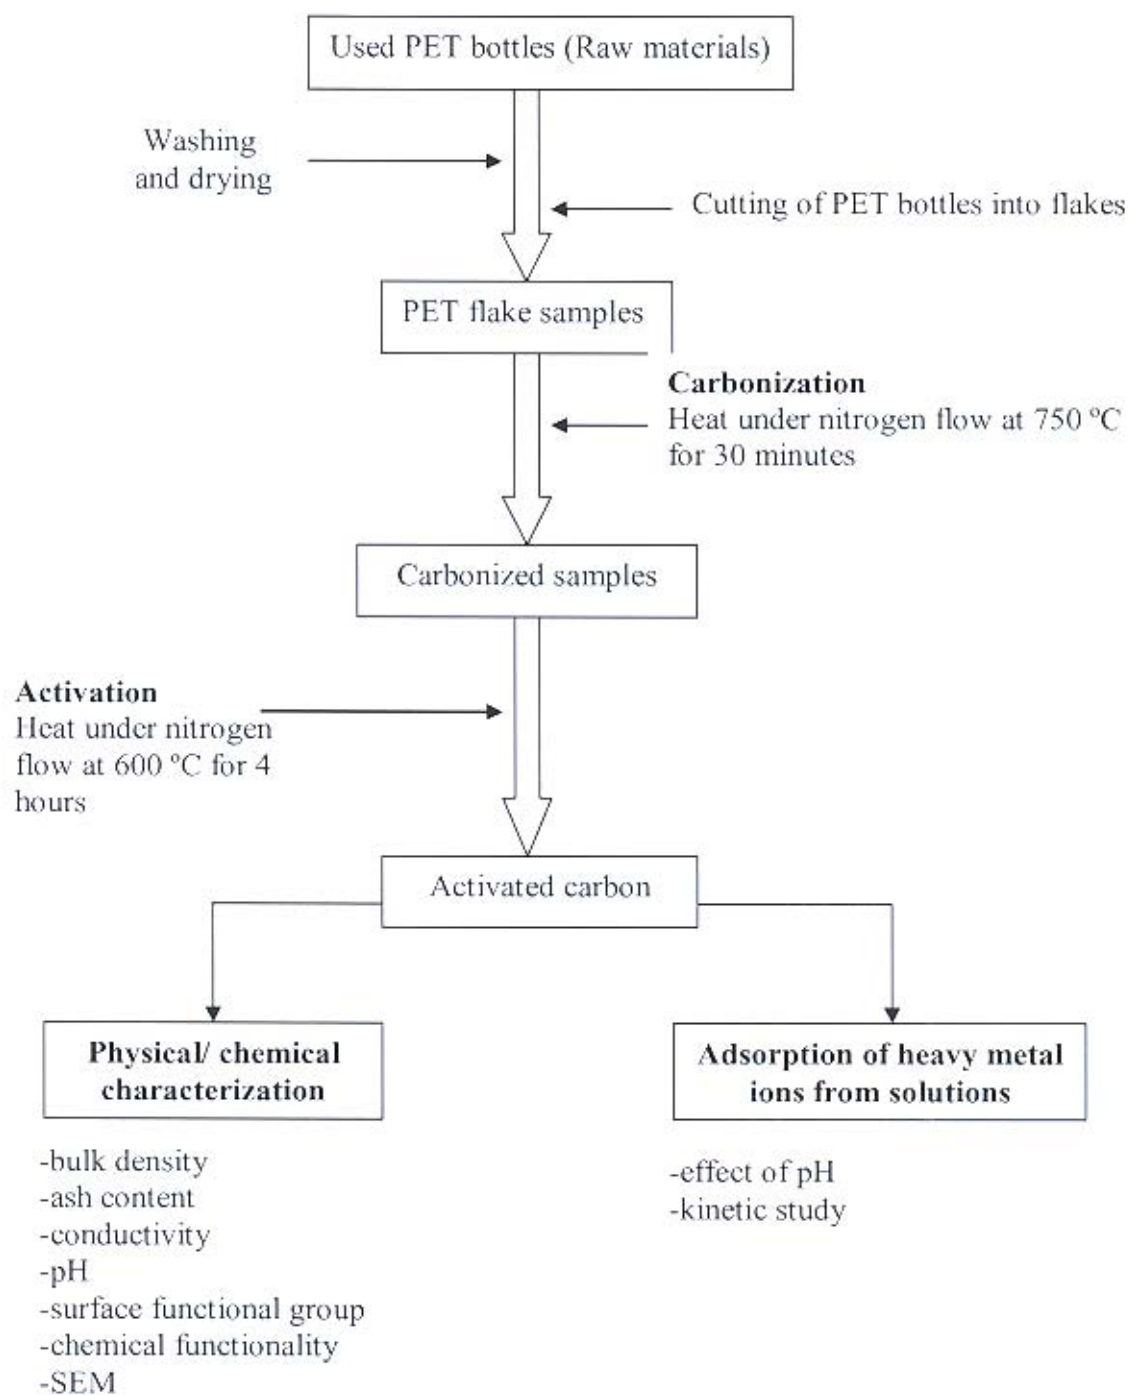 Used PET bottles (Raw materials)
Washing
and drying
Cutting of PET bottles into flakes
PET flake samples
Carbonization
Heat under nitrogen flow at 750 ºC
for 30 minutes
Carbonized samples
Activation
Heat under nitrogen
flow at 600 ºC for 4
hours
Activated carbon
Physical/ chemical
characterization
-bulk density
-ash content
-conductivity
-pH
-surface functional group
-chemical functionality
-SEM
Adsorption of heavy metal
ions from solutions
-effect of pH
-kinetic study